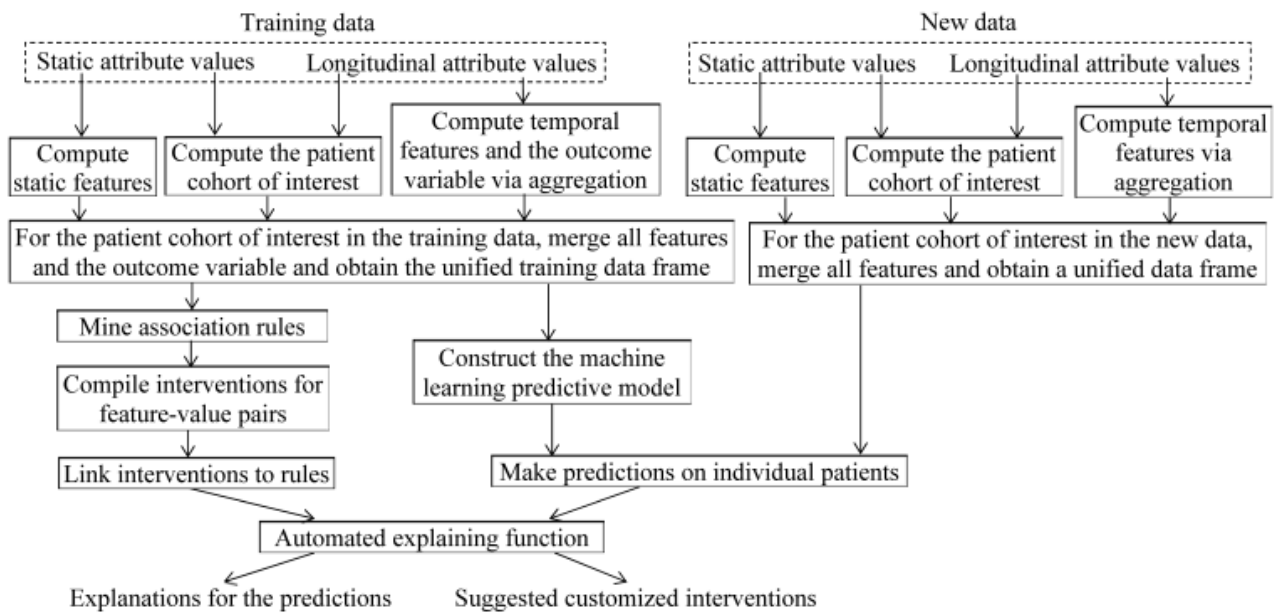 Training data
New data
Static attribute values
Longitudinal attribute values
Static attribute values
Longitudinal attribute values
Compute
static features
Compute the patient
cohort of interest
Compute temporal
features and the outcome
variable via aggregation
Compute
static features
Compute the patient
cohort of interest
Compute temporal
features via
aggregation
For the patient cohort of interest in the training data, merge all features
and the outcome variable and obtain the unified training data frame
For the patient cohort of interest in the new data,
merge all features and obtain a unified data frame
Mine association rules
Construct the machine
learning predictive model
Compile interventions for
feature-value pairs
Link interventions to rules
Make predictions on individual patients
Automated explaining function
Explanations for the predictions
Suggested customized interventions